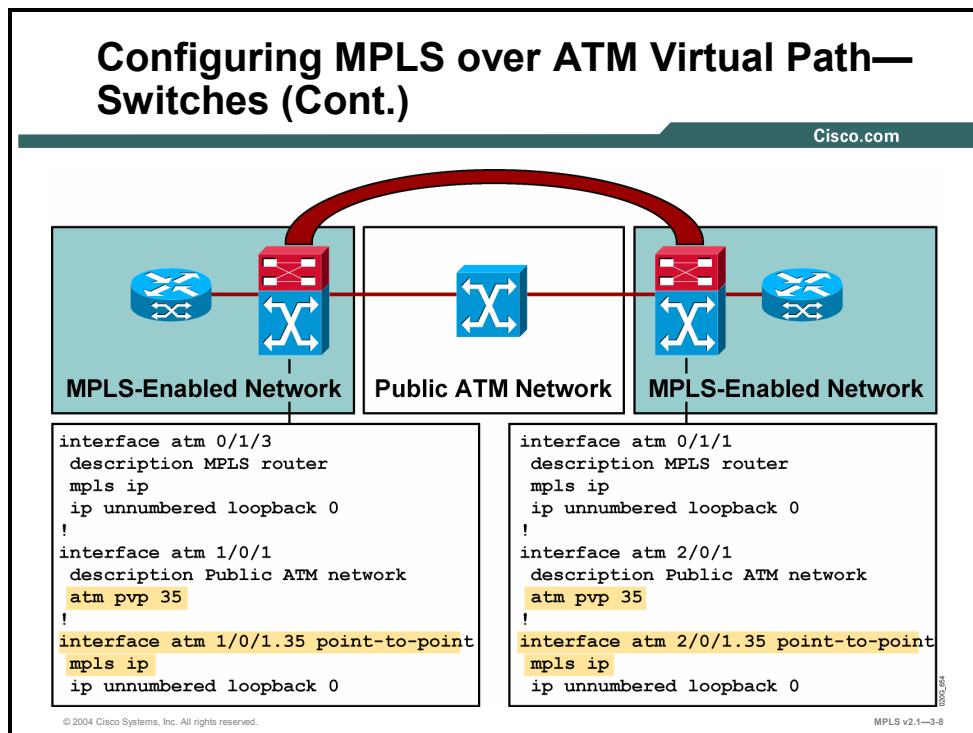 Configuring MPLS over ATM Virtual Path—
Switches (Cont.)
Cisco.com
MPLS-Enabled Network
Public ATM Network
MPLS-Enabled Network
interface atm 0/1/3
description MPLS router
mpls ip
ip unnumbered loopback 0
!
interface atm 1/0/1
description Public ATM network
atm pvp 35
!
interface atm 1/0/1.35 point-to-point
mpls ip
ip unnumbered loopback 0
interface atm 0/1/1
description MPLS router
mpls ip
ip unnumbered loopback 0
!
interface atm 2/0/1
description Public ATM network
atm pvp 35
!
interface atm 2/0/1.35 point-to-point
mpls ip
ip unnumbered loopback 0
020G_654
© 2004 Cisco Systems, Inc. All rights reserved.
MPLS v2.1—3-8